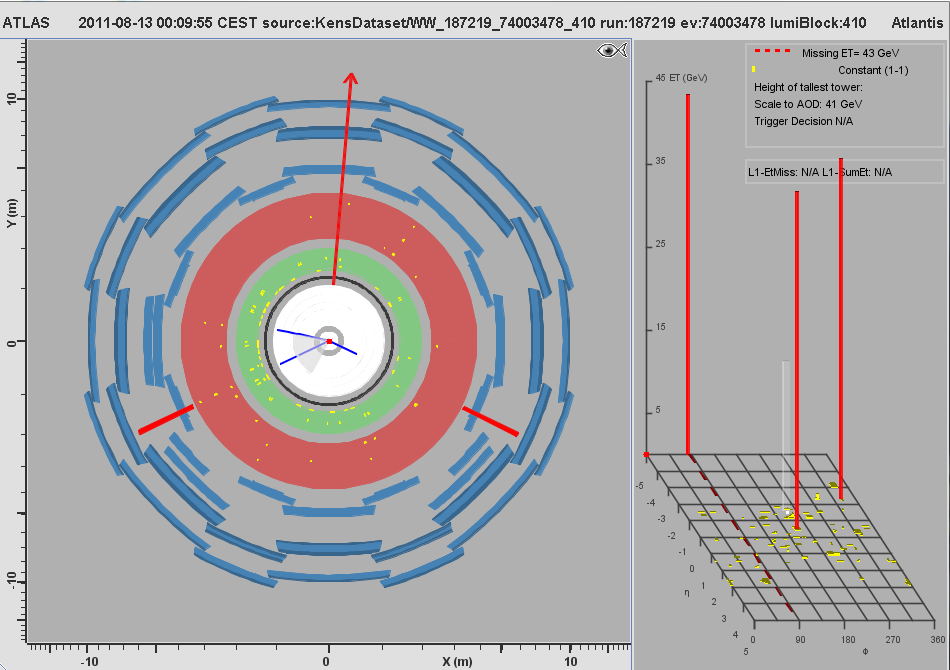 ATLAS 2011-08-13 00:09:55 CEST source:KensDataset/WW_187219_74003478_410 run:187219 ev:74003478 lumiBlock:410 Atlantis
Missing ET= 43 GeV
Constant (1-1)
Height of tallest tower:
Scale to AOD: 41 GeV
Trigger Decision N/A
L1-EtMiss: N/A L1-SumEt: N/A
45 ET (GeV)
35
25
15
5
-5
-4
-3
-2
-1
0
1
2
3
4
5
η
0 90 180 270 360
Φ
10
Y (m)
0
-10
-10 0 X (m) 10